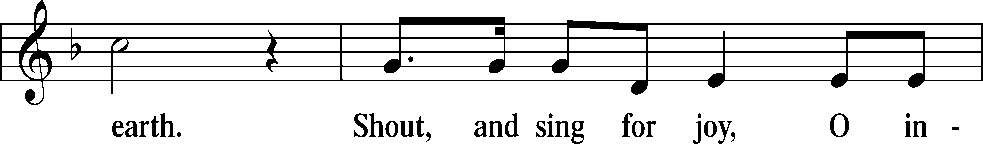 earth. Shout, and sing for joy, O in -